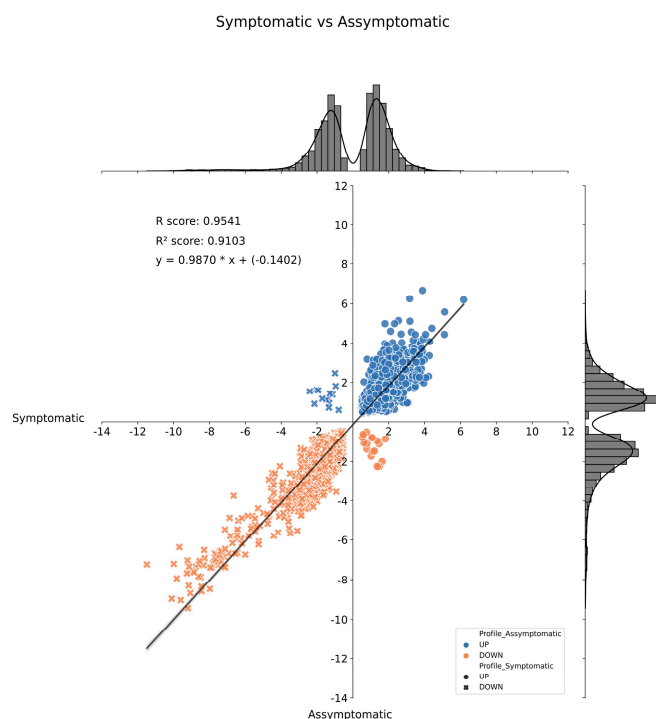 Symptomatic vs Assymptomatic
12
R score: 0.9541
10
R² score: 0.9103
8
y = 0.9870 * x + (-0.1402)
6
4
2
Symptomatic
-14 -12 -10 -8 -6 -4 -2 2 4 6 8 10 12
-2
-4
-6
-8
-10
Profile_Assymptomatic
UP
DOWN
Profile_Symptomatic
UP
DOWN
-12
-14
Assymptomatic